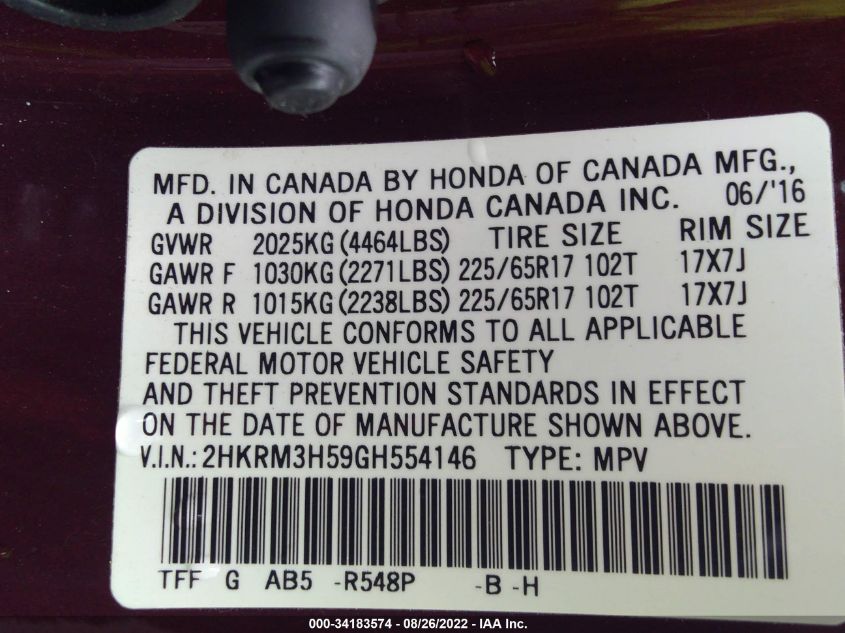 MFD. IN CANADA BY HONDA OF CANADA MFG.,
A DIVISION OF HONDA CANADA INC. 06/'16
GVWR 2025KG (4464LBS) TIRE SIZE RIM SIZE
GAWR F 1030KG (2271LBS) 225/65R17 102T 17X7J
GAWR R 1015KG (2238LBS) 225/65R17 102T 17X7J
THIS VEHICLE CONFORMS TO ALL APPLICABLE
FEDERAL MOTOR VEHICLE SAFETY
AND THEFT PREVENTION STANDARDS IN EFFECT
ON THE DATE OF MANUFACTURE SHOWN ABOVE.
V.I.N.: 2HKRM3H59GH554146 TYPE: MPV
TFF G AB5 -R548P -B -H
000-34183574 - 08/26/2022 - IAA Inc.